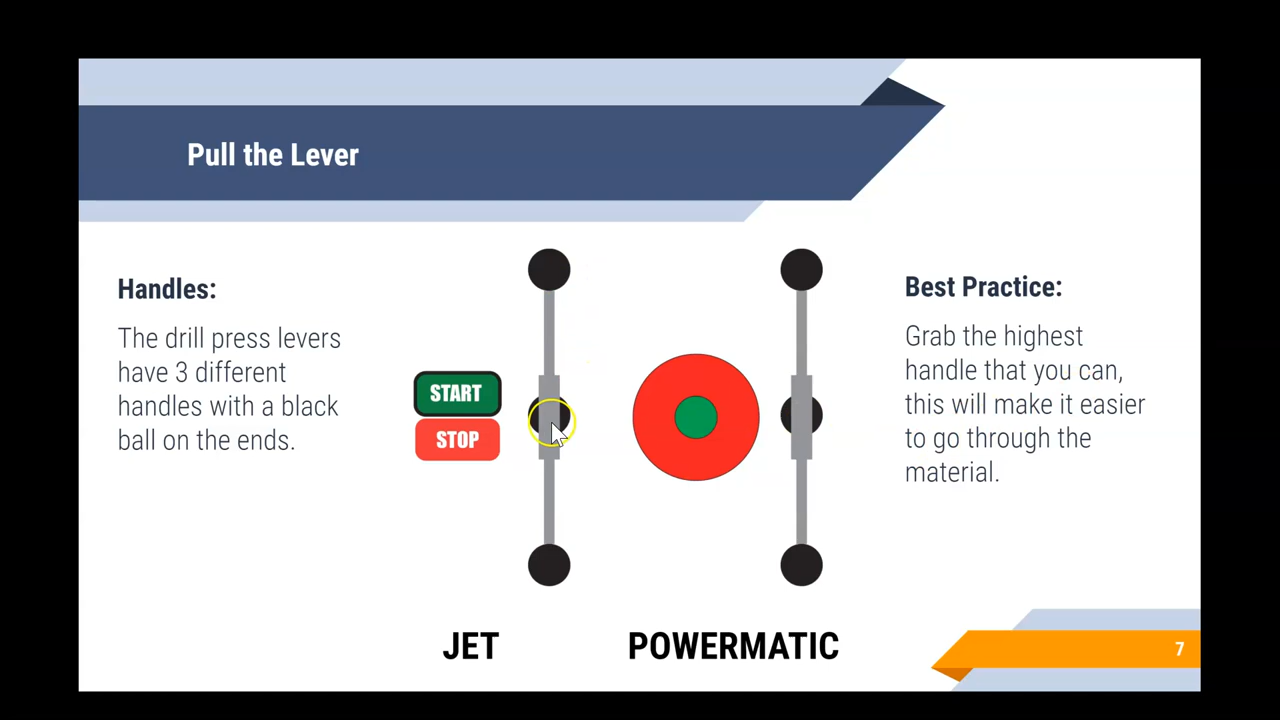 Pull the Lever
Handles:
The drill press levers
have 3 different
handles with a black
ball on the ends.
START
STOP
JET
POWERMATIC
Best Practice:
Grab the highest
handle that you can,
this will make it easier
to go through the
material.
7